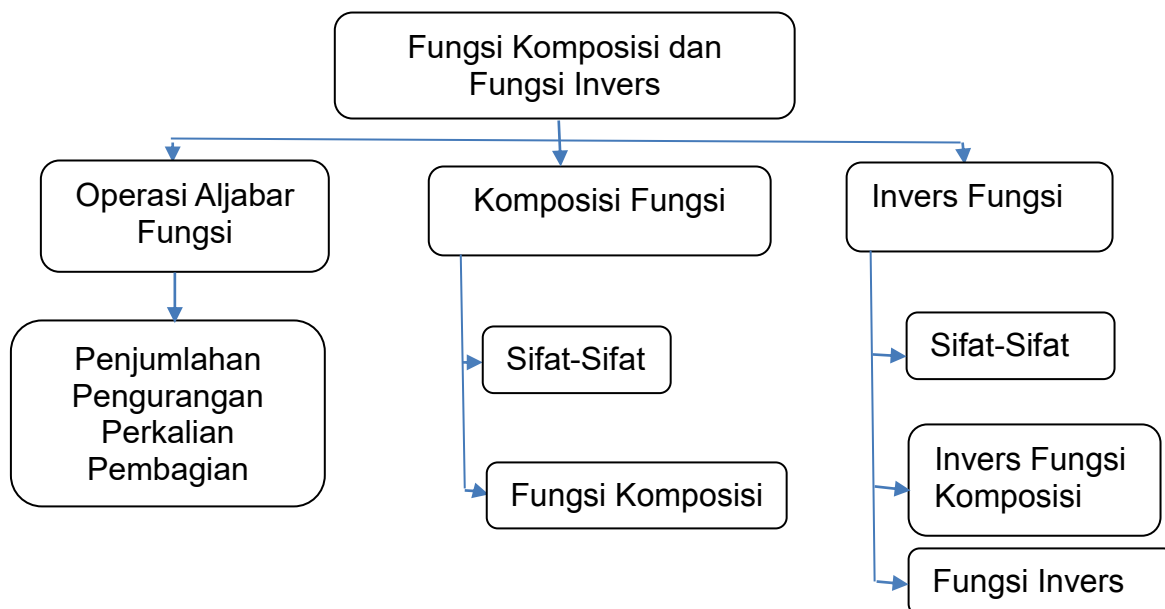 Fungsi Komposisi dan
Fungsi Invers
Operasi Aljabar
Fungsi
Komposisi Fungsi
Invers Fungsi
Penjumlahan
Pengurangan
Perkalian
Pembagian
Sifat-Sifat
Fungsi Komposisi
Sifat-Sifat
Invers Fungsi
Komposisi
Fungsi Invers